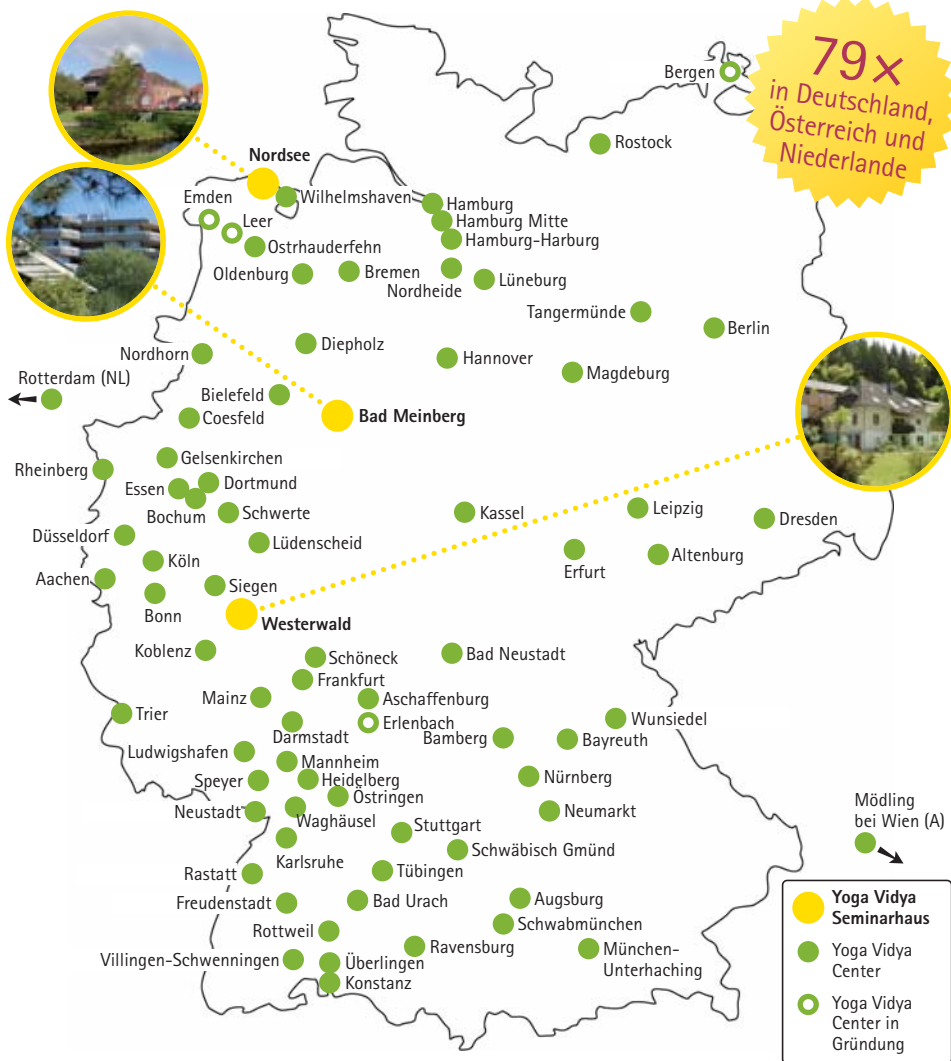 79×
in Deutschland,
Österreich und
Niederlande
Bergen
Rostock
Nordsee
Wilhelmshaven
Emden
Leer
Ostrhauderfehn
Oldenburg
Bremen
Hamburg
Hamburg Mitte
Hamburg-Harburg
Nordheide
Lüneburg
Tangermünde
Berlin
Diepholz
Nordhorn
Hannover
Magdeburg
Rotterdam (NL)
Bielefeld
Coesfeld
Bad Meinberg
Gelsenkirchen
Rheinberg
Dortmund
Essen
Bochum
Schwerte
Kassel
Leipzig
Dresden
Düsseldorf
Lüdenscheid
Köln
Erfurt
Altenburg
Aachen
Siegen
Bonn
Westerwald
Koblenz
Schöneck
Bad Neustadt
Frankfurt
Mainz
Aschaffenburg
Trier
Erlenbach
Wunsiedel
Darmstadt
Bamberg
Bayreuth
Ludwigshafen
Mannheim
Speyer
Heidelberg
Nürnberg
Östringen
Neustadt
Waghäusel
Neumarkt
Mödling
bei Wien (A)
Stuttgart
Karlsruhe
Schwäbisch Gmünd
Rastatt
Tübingen
Freudenstadt
Bad Urach
Augsburg
Schwabmünchen
Rottweil
Ravensburg
München-
Unterhaching
Villingen-Schwenningen
Überlingen
Konstanz
Yoga Vidya
Seminarhaus
Yoga Vidya
Center
Yoga Vidya
Center in
Gründung